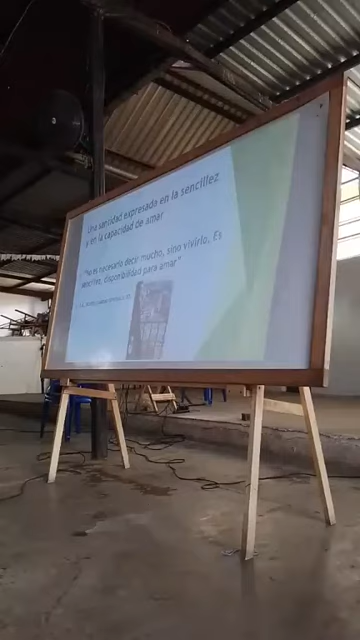 Una santidad expresada en la sencillez
y en la capacidad de amar
"No es necesario decir mucho, sino vivirlo. Es
sencillo, disponibilidad para amar"